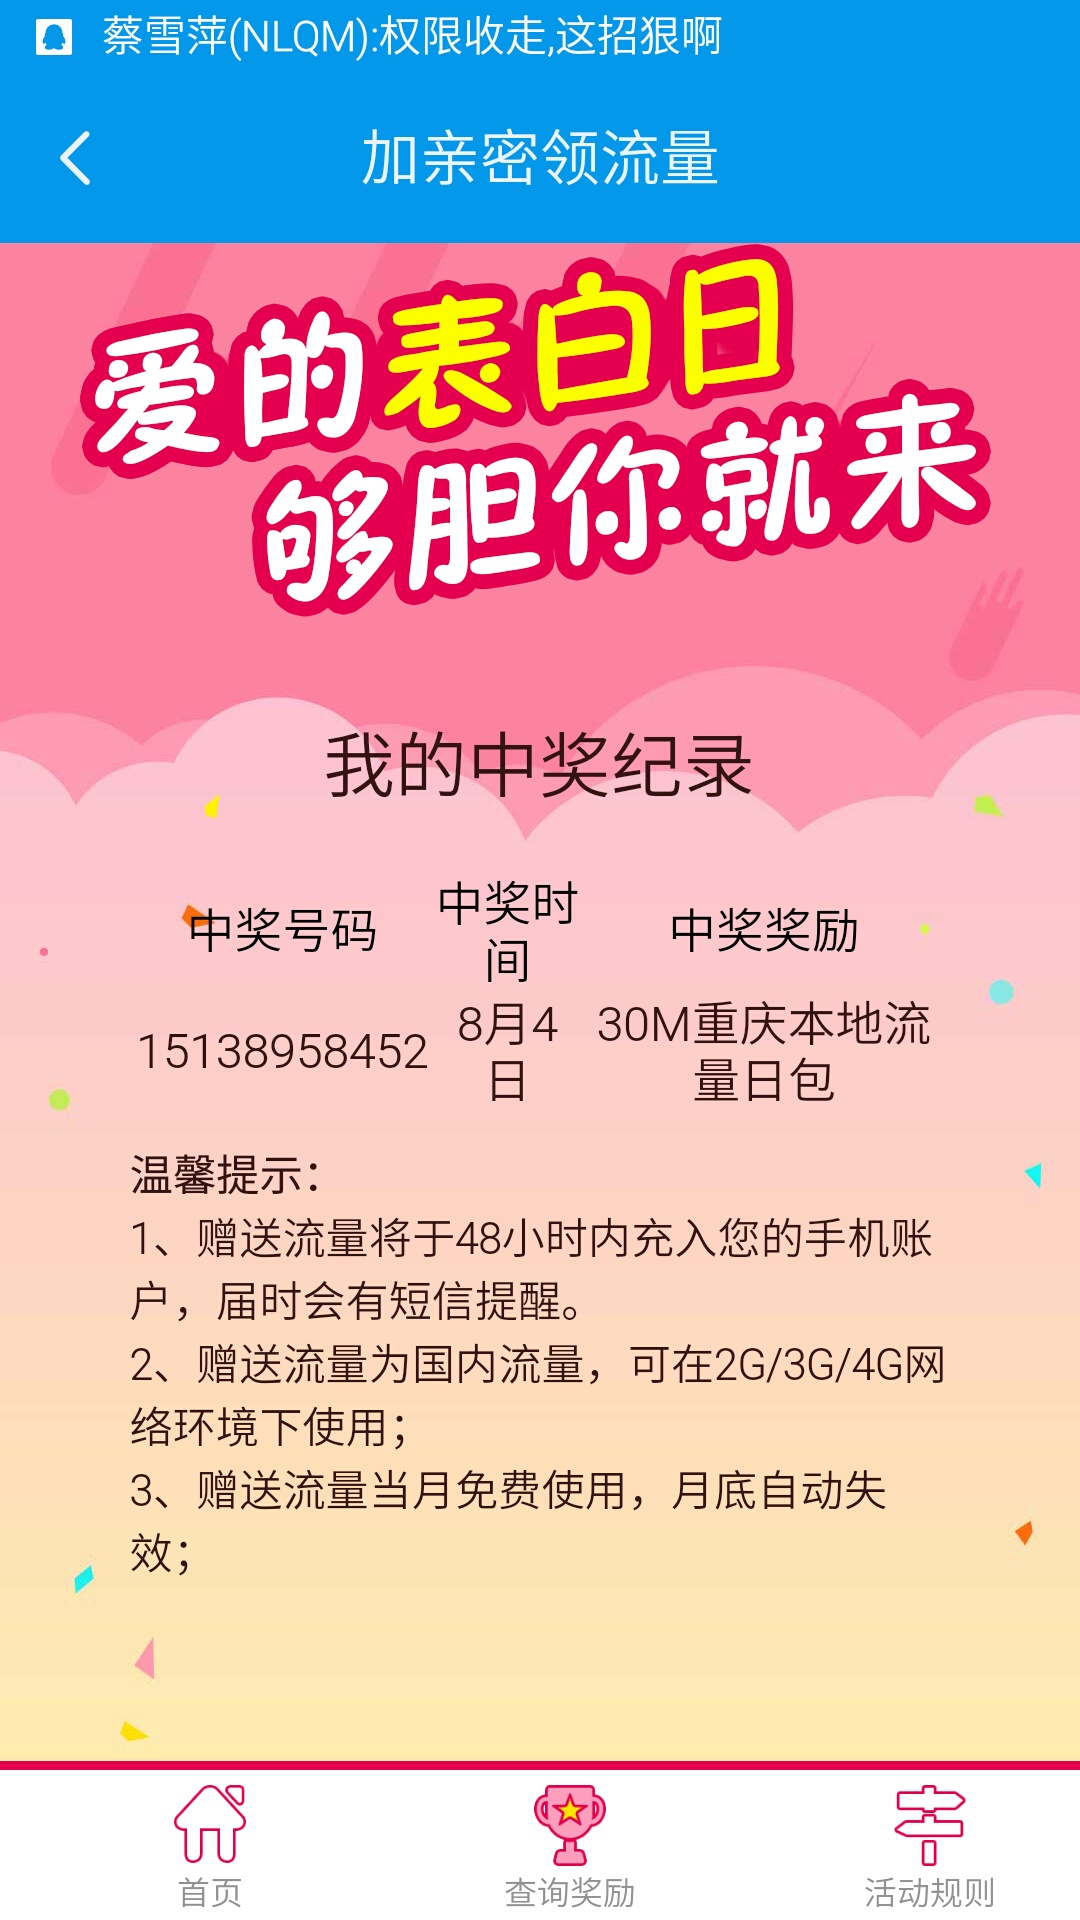 蔡雪萍(NLQM):权限收走,这招狠啊
加亲密领流量
爱的表白日
够胆你就来
我的中奖纪录
中奖号码 中奖时间 中奖奖励
15138958452 8月4日 30M重庆本地流量日包
温馨提示：
1、赠送流量将于48小时内充入您的手机账
户，届时会有短信提醒。
2、赠送流量为国内流量，可在2G/3G/4G网
络环境下使用；
3、赠送流量当月免费使用，月底自动失
效；
首页 查询奖励 活动规则